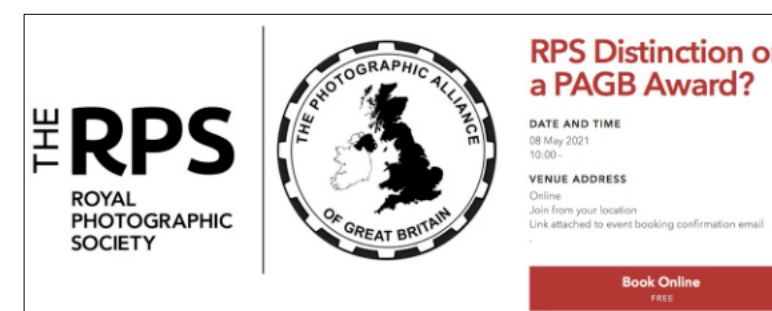 THE RPS
ROYAL
PHOTOGRAPHIC
SOCIETY
THE PHOTOGRAPHIC ALLIANCE
OF GREAT BRITAIN
RPS Distinction or
a PAGB Award?
DATE AND TIME
08 May 2021
10:00 -
VENUE ADDRESS
Online
Join from your location
Link attached to event booking confirmation email
.
Book Online
FREE